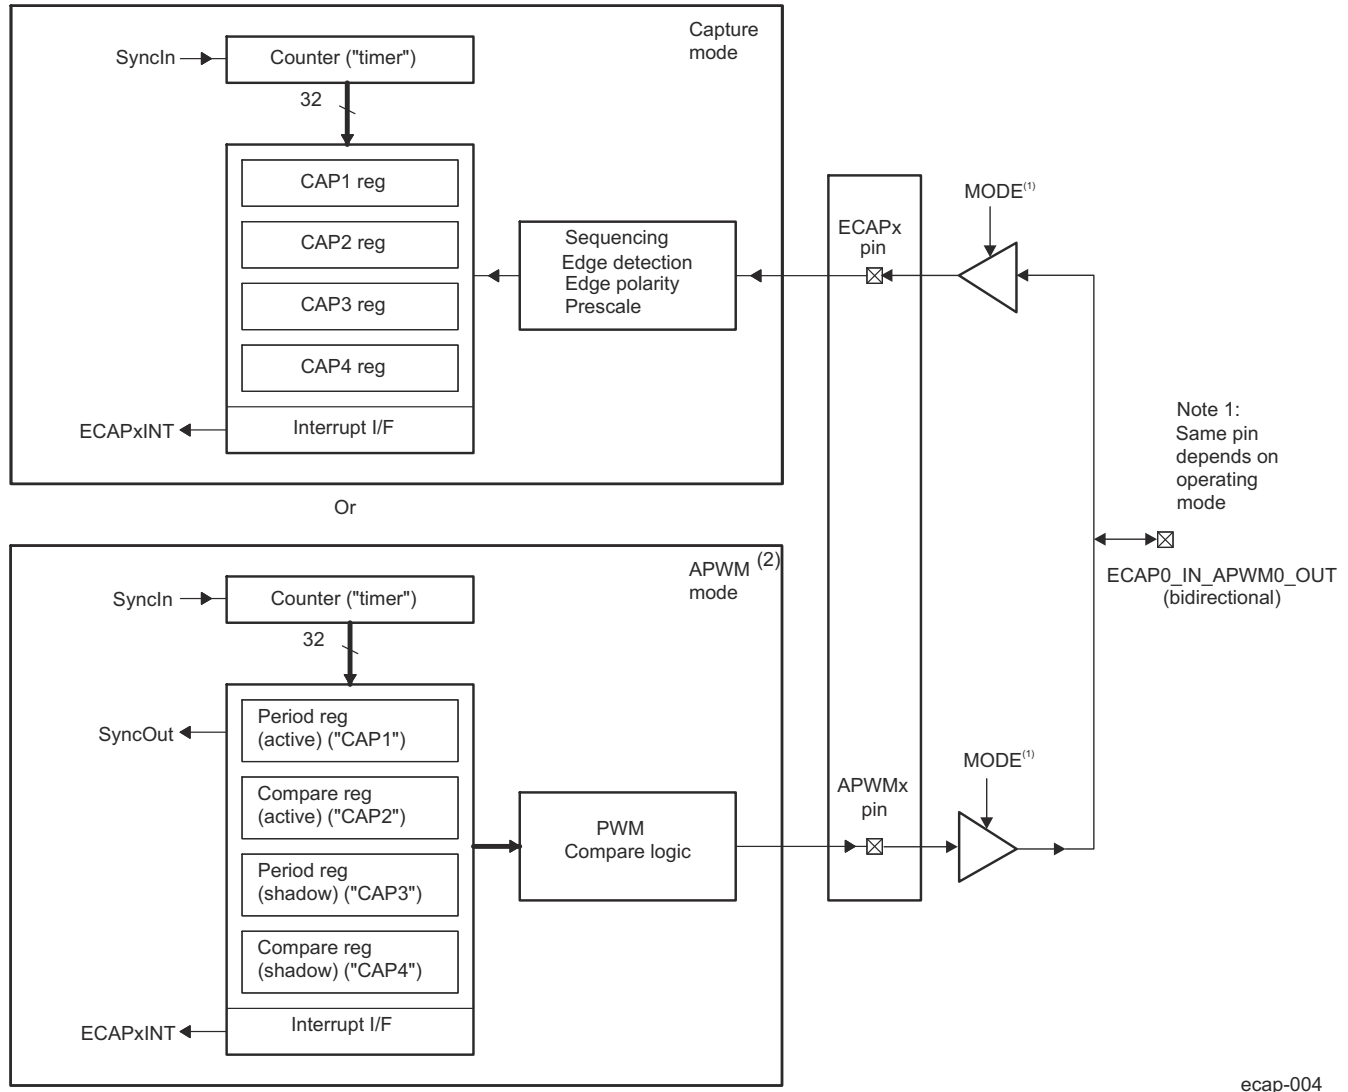 Capture
mode
SyncIn
Counter ("timer")
32
CAP1 reg
CAP2 reg
CAP3 reg
CAP4 reg
Interrupt I/F
ECAPxINT
Sequencing
Edge detection
Edge polarity
Prescale
ECAPx
pin
MODE(1)
Note 1:
Same pin
depends on
operating
mode
ECAP0_IN_APWM0_OUT
(bidirectional)
Or
APWM (2)
mode
SyncIn
Counter ("timer")
32
SyncOut
Period reg
(active) ("CAP1")
Compare reg
(active) ("CAP2")
Period reg
(shadow) ("CAP3")
Compare reg
(shadow) ("CAP4")
Interrupt I/F
ECAPxINT
PWM
Compare logic
APWMx
pin
MODE(1)
ecap-004